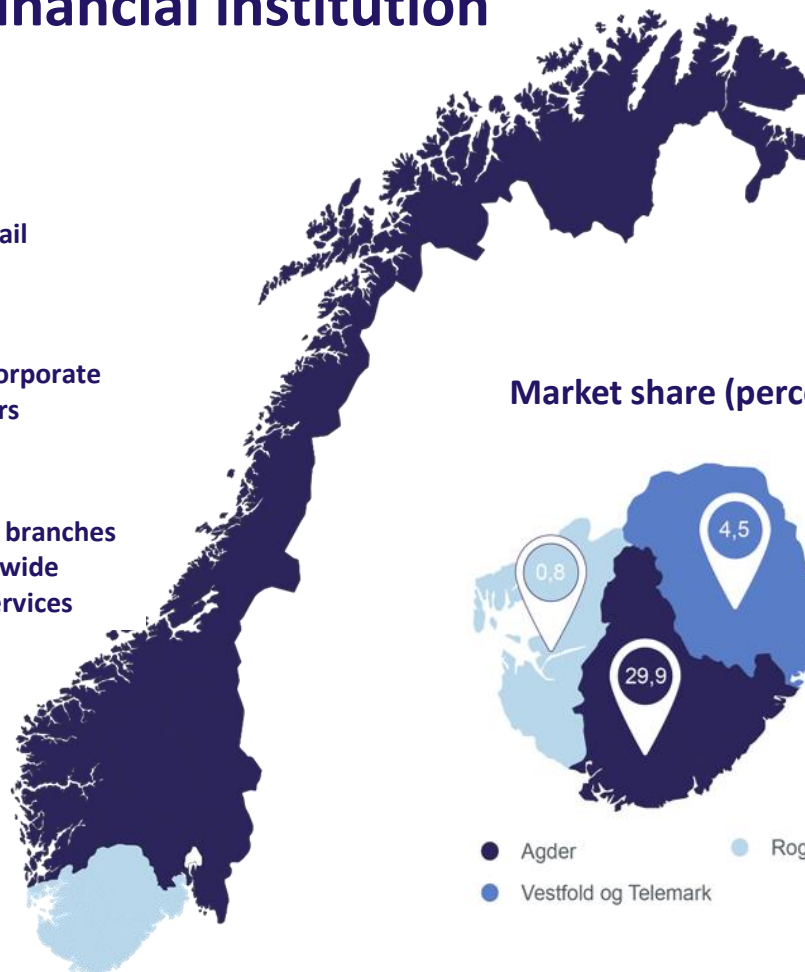 nancial institution
ail
orporate
rs
branches
wide
ervices
Market share (perc
4,5
0,8
29,9
Agder
Rog
Vestfold og Telemark